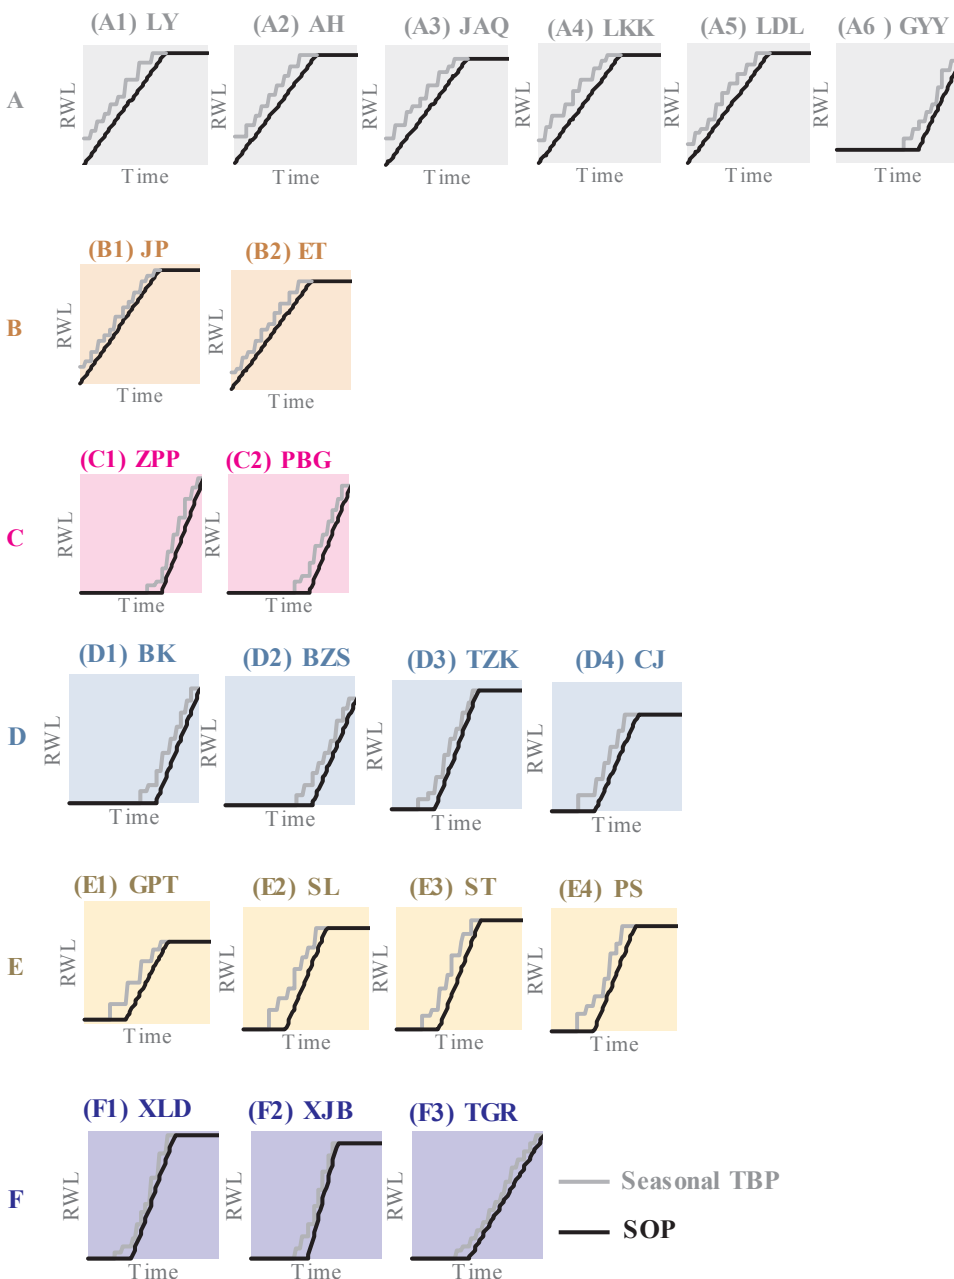 (A1) LY (A2) AH (A3) JAQ (A4) LKK (A5) LDL (A6 ) GYY
A RWL RWL RWL RWL RWL RWL
Time Time Time Time Time Time
(B1) JP (B2) ET
B RWL RWL
Time Time
(C1) ZPP (C2) PBG
C RWL RWL
Time Time
(D1) BK (D2) BZS (D3) TZK (D4) CJ
D RWL RWL RWL RWL
Time Time Time Time
(E1) GPT (E2) SL (E3) ST (E4) PS
E RWL RWL RWL RWL
Time Time Time Time
(F1) XLD (F2) XJB (F3) TGR
F RWL RWL RWL
Time Time Time
Seasonal TBP
SOP